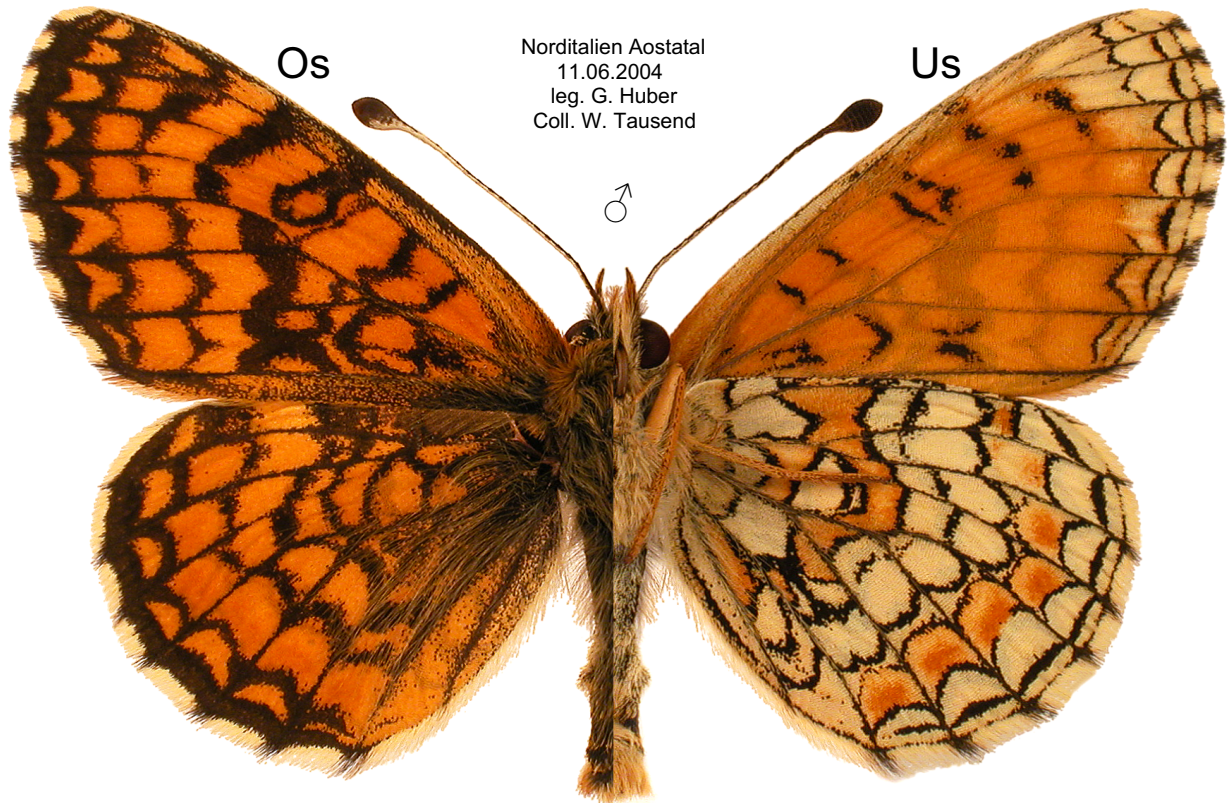 Os
Norditalien Aostatal
11.06.2004
leg. G. Huber
Coll. W. Tausend
♂
Us